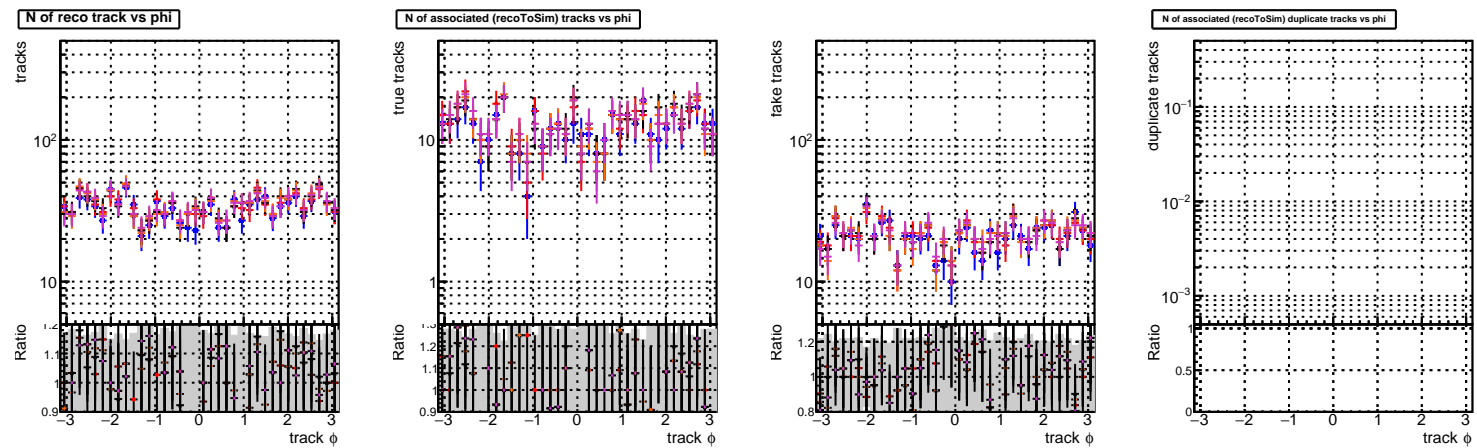 N of reco track vs phi
tracks
10²
10
Ratio
1.2
1.1
1
0.9
−3 −2 −1 0 1 2 3
track ϕ
N of associated (recoToSim) tracks vs phi
true tracks
10
1
Ratio
1.3
1.2
1.1
1
0.9
−3 −2 −1 0 1 2 3
track ϕ
fake tracks
10²
10
Ratio
1.2
1
0.8
−3 −2 −1 0 1 2 3
track ϕ
N of associated (recoToSim) duplicate tracks vs phi
duplicate tracks
10⁻¹
10⁻²
10⁻³
Ratio
1
0.5
0
−3 −2 −1 0 1 2 3
track ϕ